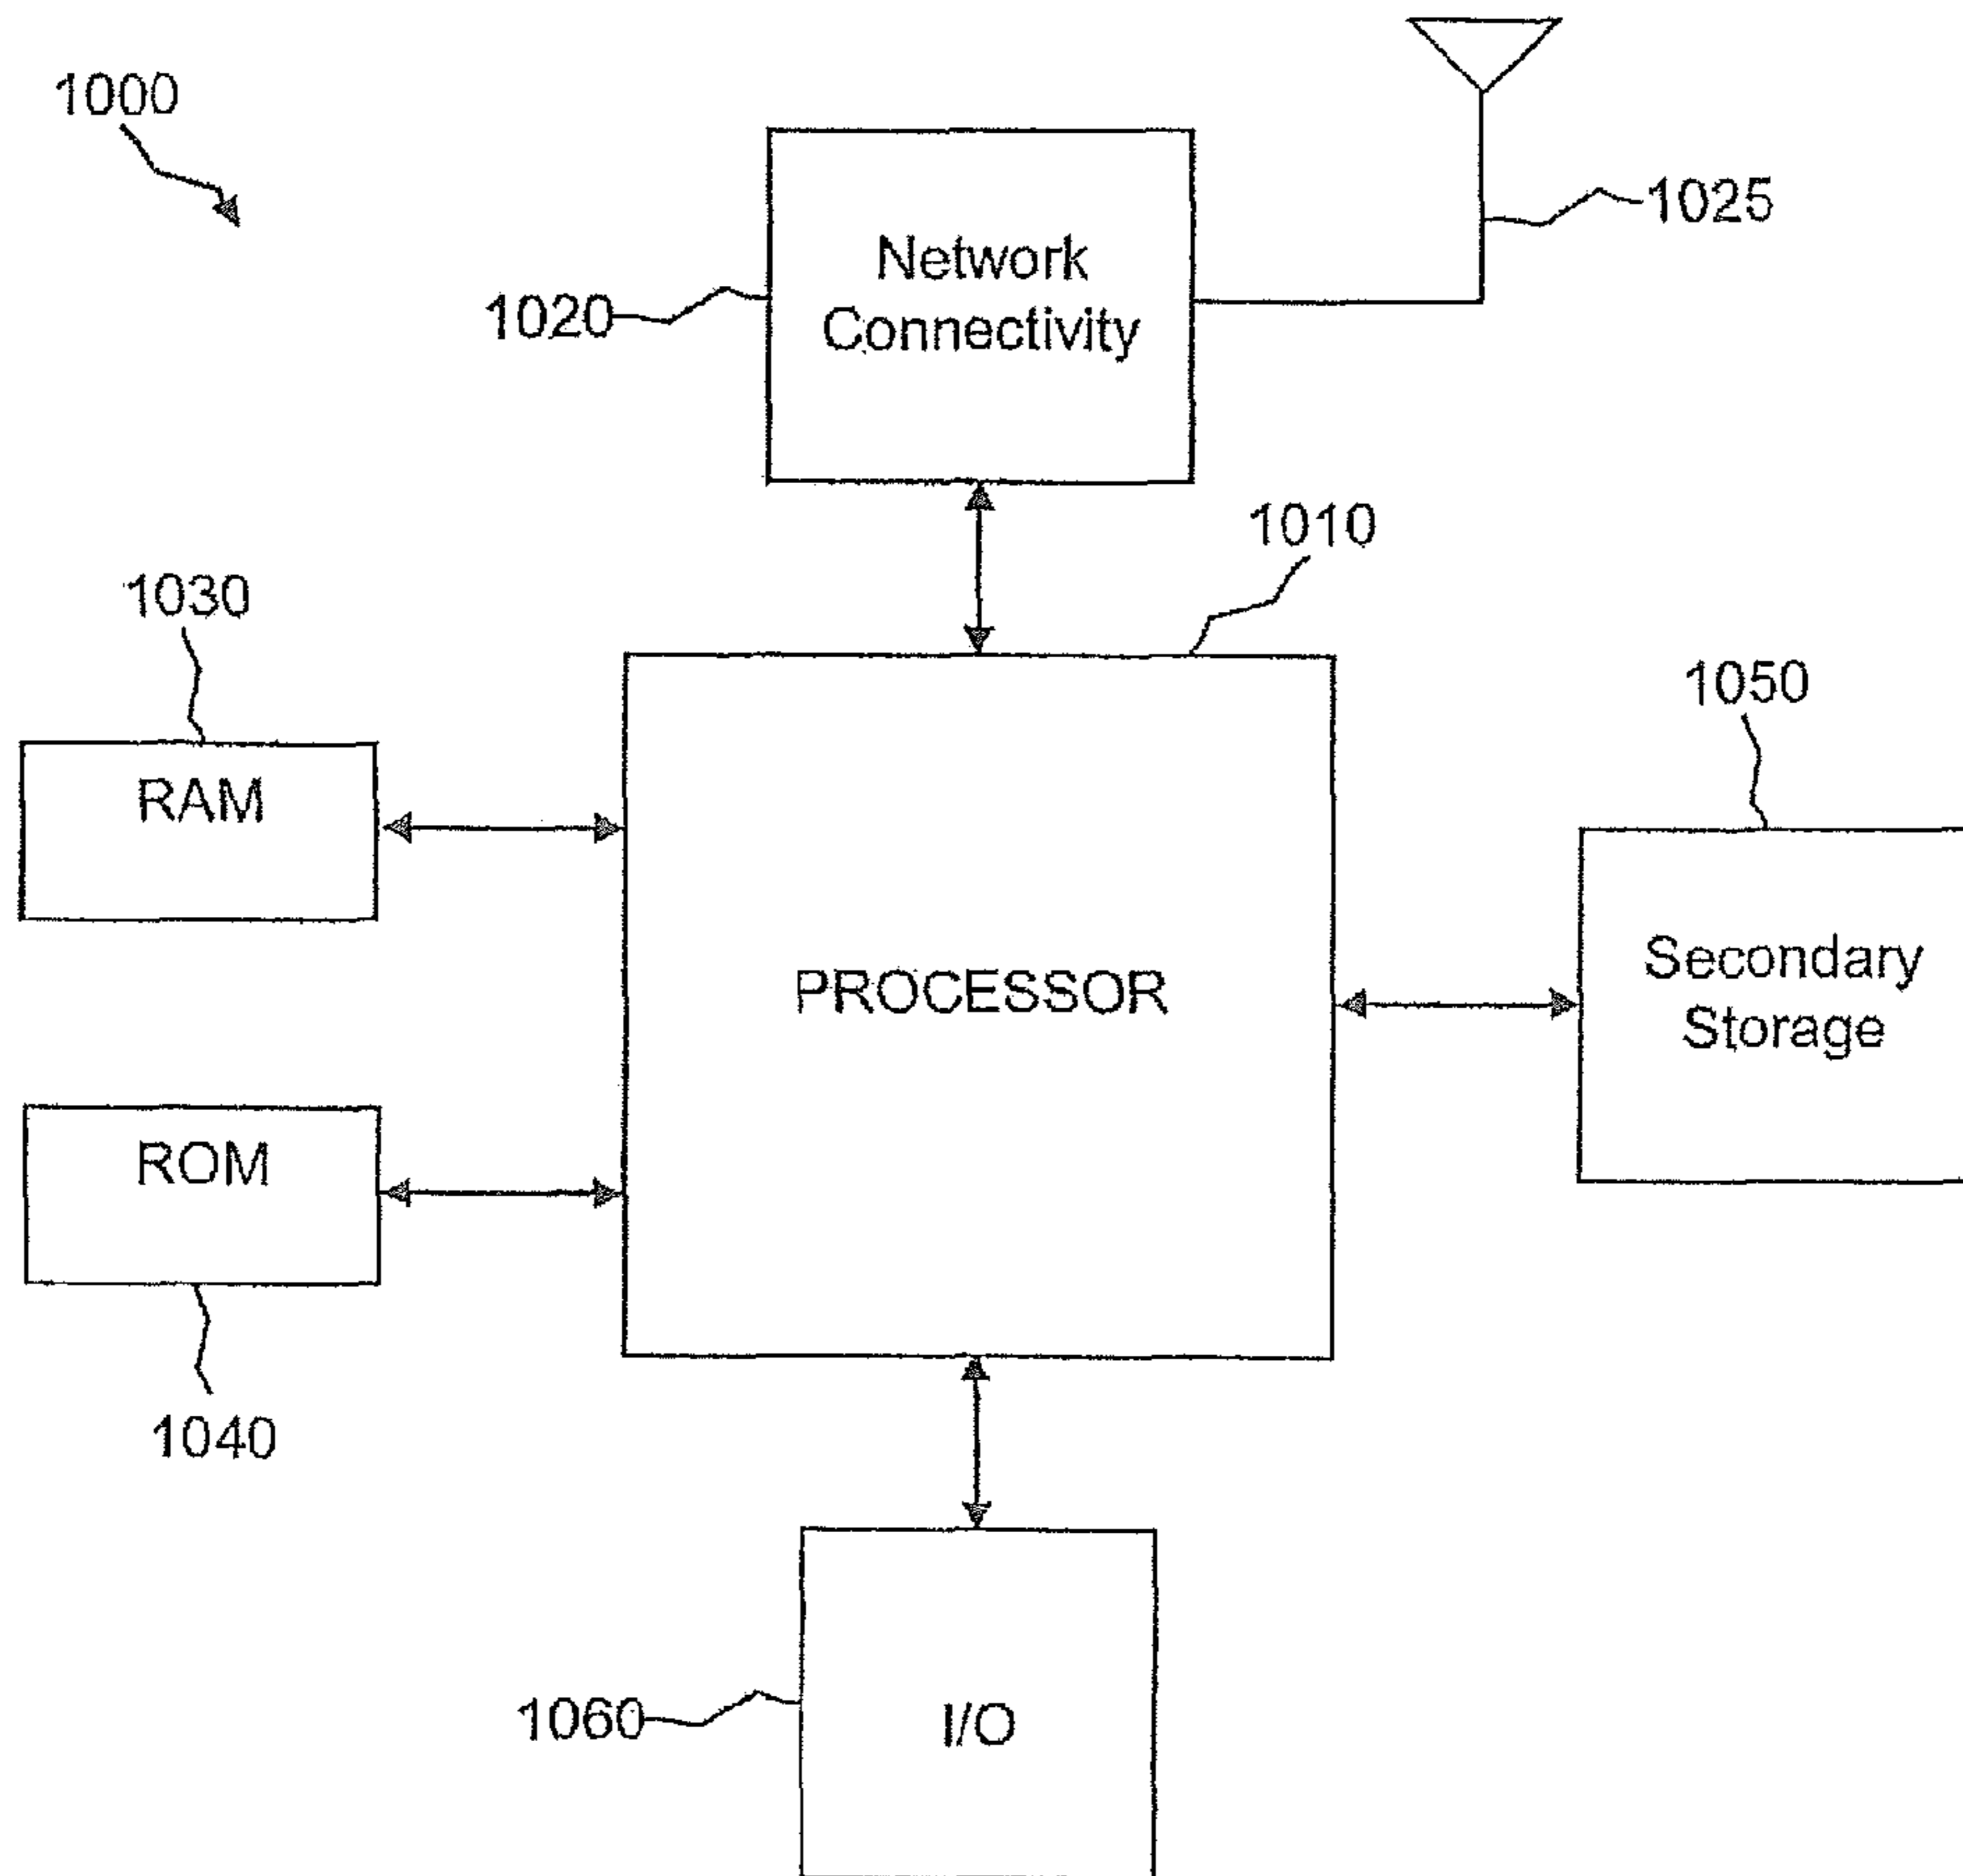 1000
1025
Network
Connectivity
1020
1010
1030
1050
RAM
PROCESSOR
Secondary
Storage
ROM
1040
1060
I/O